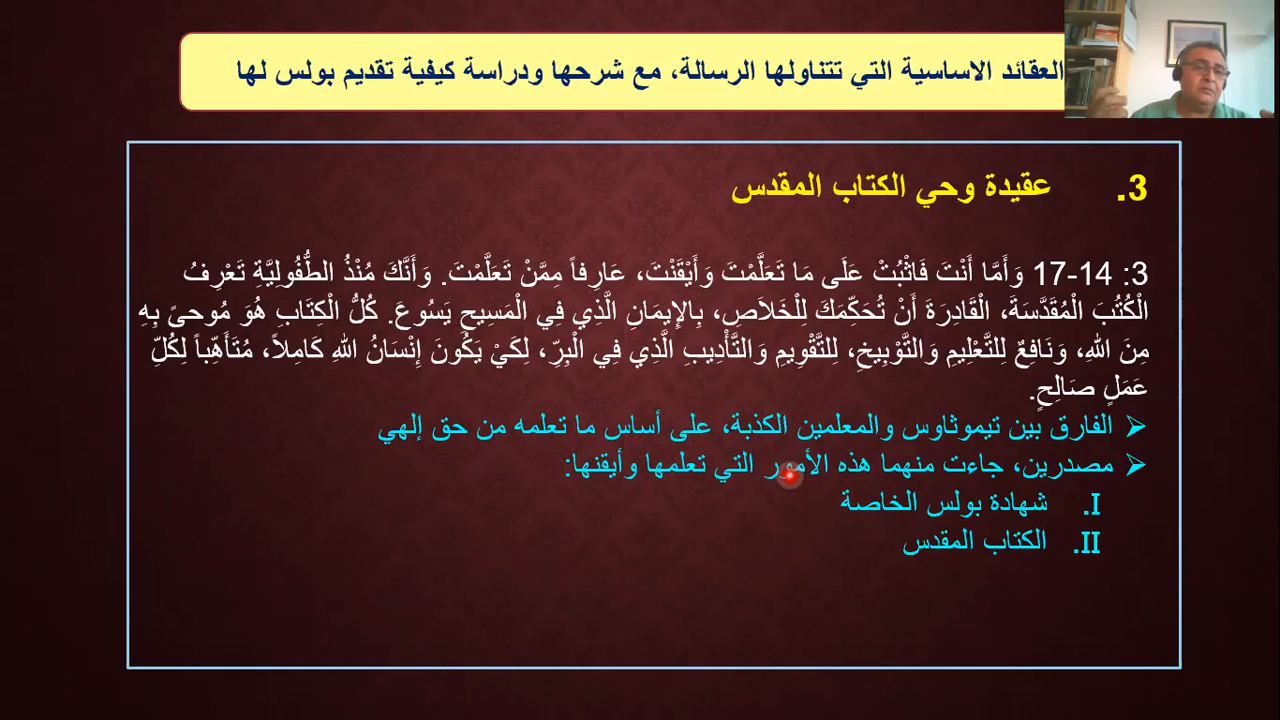 العقائد الاساسية التي تتناولها الرسالة، مع شرحها ودراسة كيفية تقديم بولس لها
3. عقيدة وحي الكتاب المقدس
3: 14-17 وَأَمَّا أَنْتَ فَاثْبُتْ عَلَى مَا تَعَلَّمْتَ وَأَيْقَنْتَ، عَارِفاً مِمَّنْ تَعَلَّمْتَ. وَأَنَّكَ مُنْذُ الطُّفُولِيَّةِ تَعْرِفُ
الْكُتُبَ الْمُقَدَّسَةَ، الْقَادِرَةَ أَنْ تُحَكِّمَكَ لِلْخَلاَصِ، بِالإِيمَانِ الَّذِي فِي الْمَسِيحِ يَسُوعَ. كُلُّ الْكِتَابِ هُوَ مُوحىً بِهِ
مِنَ اللهِ، وَنَافِعٌ لِلتَّعْلِيمِ وَالتَّوْبِيخِ، لِلتَّقْوِيمِ وَالتَّأْدِيبِ الَّذِي فِي الْبِرِّ، لِكَيْ يَكُونَ إِنْسَانُ اللهِ كَامِلاً، مُتَأَهِّباً لِكُلِّ
عَمَلٍ صَالِحٍ.
➢ الفارق بين تيموثاوس والمعلمين الكذبة، على أساس ما تعلمه من حق إلهي
➢ مصدرين، جاءت منهما هذه الأمور التي تعلمها وأيقنها:
I. شهادة بولس الخاصة
II. الكتاب المقدس